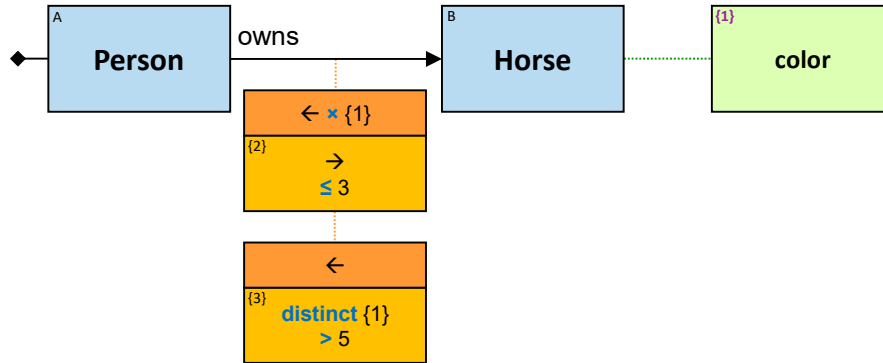 A
Person
owns
B
Horse
{1}
color
← × {1}
{2}
→
≤ 3
←
{3}
distinct {1}
> 5